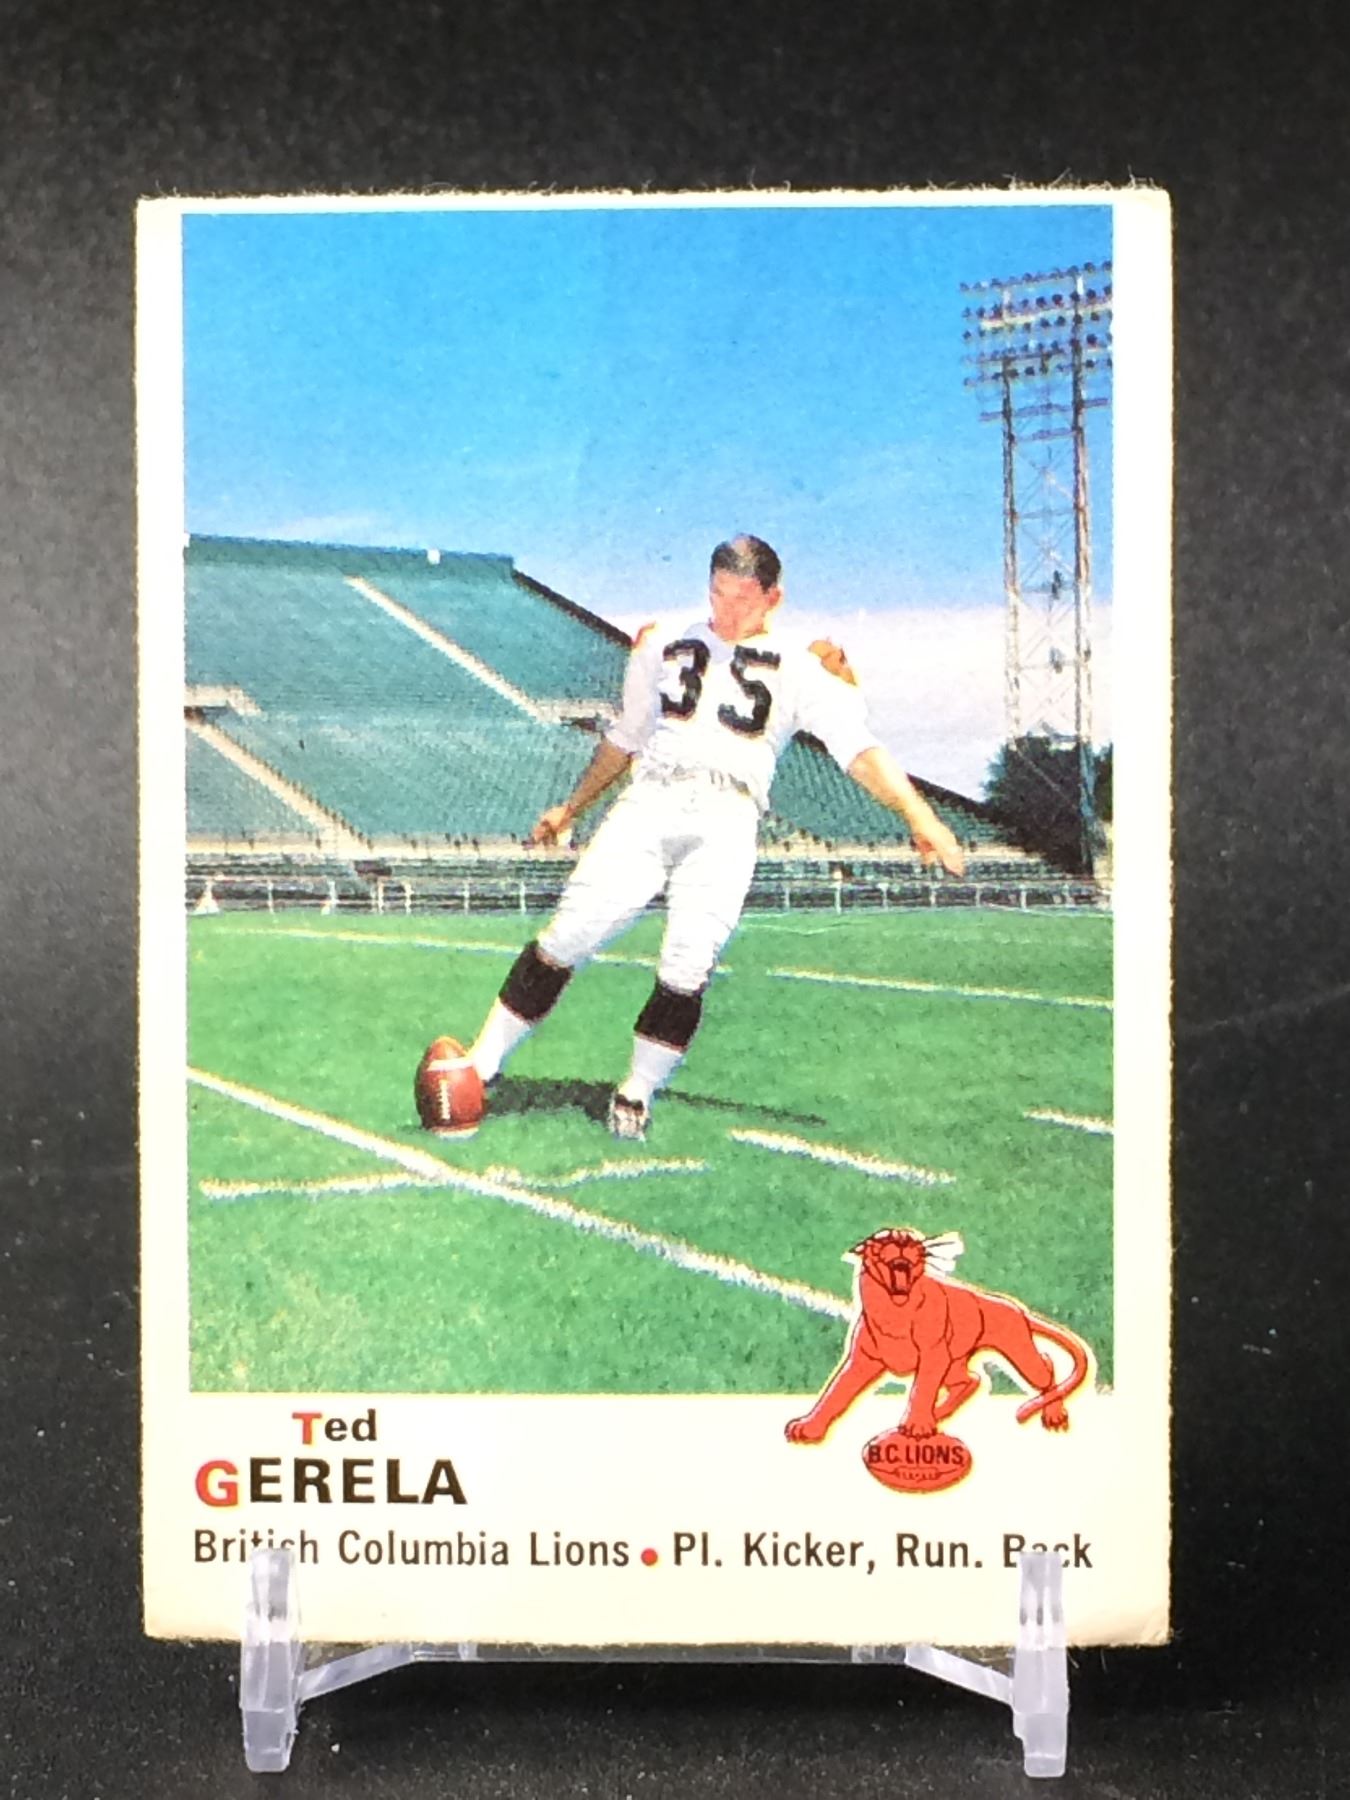 35
B.C. LIONS
Ted
GERELA
British Columbia Lions • Pl. Kicker, Run. Back